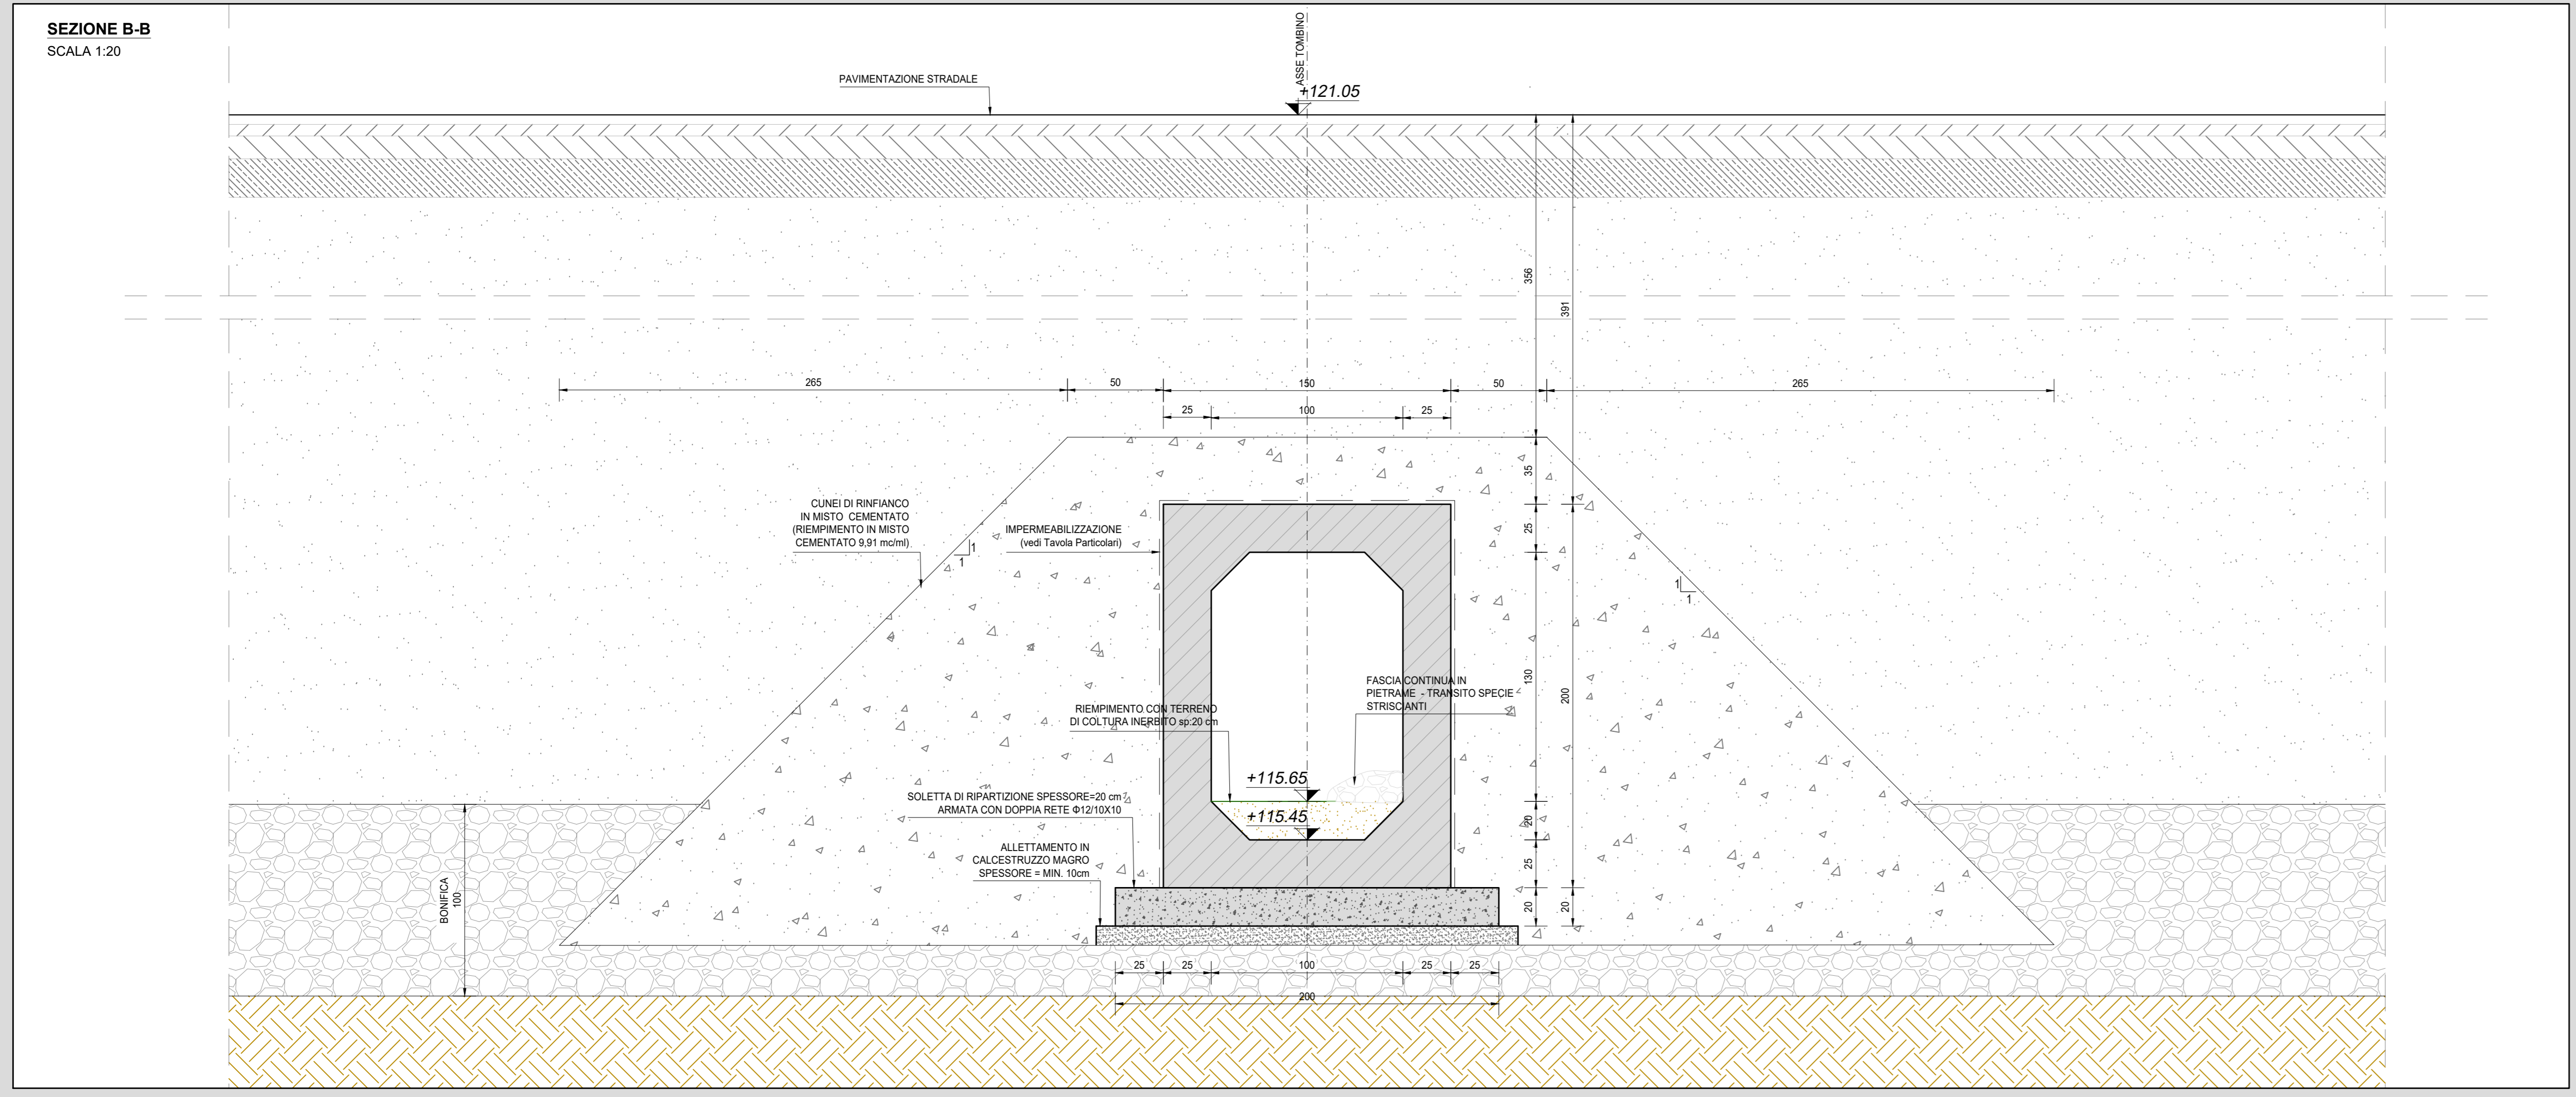 SEZIONE B-B
SCALA 1:20
ASSE TOMBINO
PAVIMENTAZIONE STRADALE
+121.05
356
391
265
50
150
50
265
25
100
25
35
CUNEI DI RINFIANCO
IN MISTO CEMENTATO
(RIEMPIMENTO IN MISTO
CEMENTATO 9,91 mc/ml)
IMPERMEABILIZZAZIONE
(vedi Tavola Particolari)
1
1
25
1
1
130
200
FASCIA CONTINUA IN
PIETRAME - TRANSITO SPECIE
STRISCIANTI
RIEMPIMENTO CON TERRENO
DI COLTURA INERBITO sp:20 cm
+115.65
SOLETTA DI RIPARTIZIONE SPESSORE=20 cm
ARMATA CON DOPPIA RETE Φ12/10X10
+115.45
20
ALLETTAMENTO IN
CALCESTRUZZO MAGRO
SPESSORE = MIN. 10cm
25
BONIFICA
100
20
20
25
25
100
25
25
200